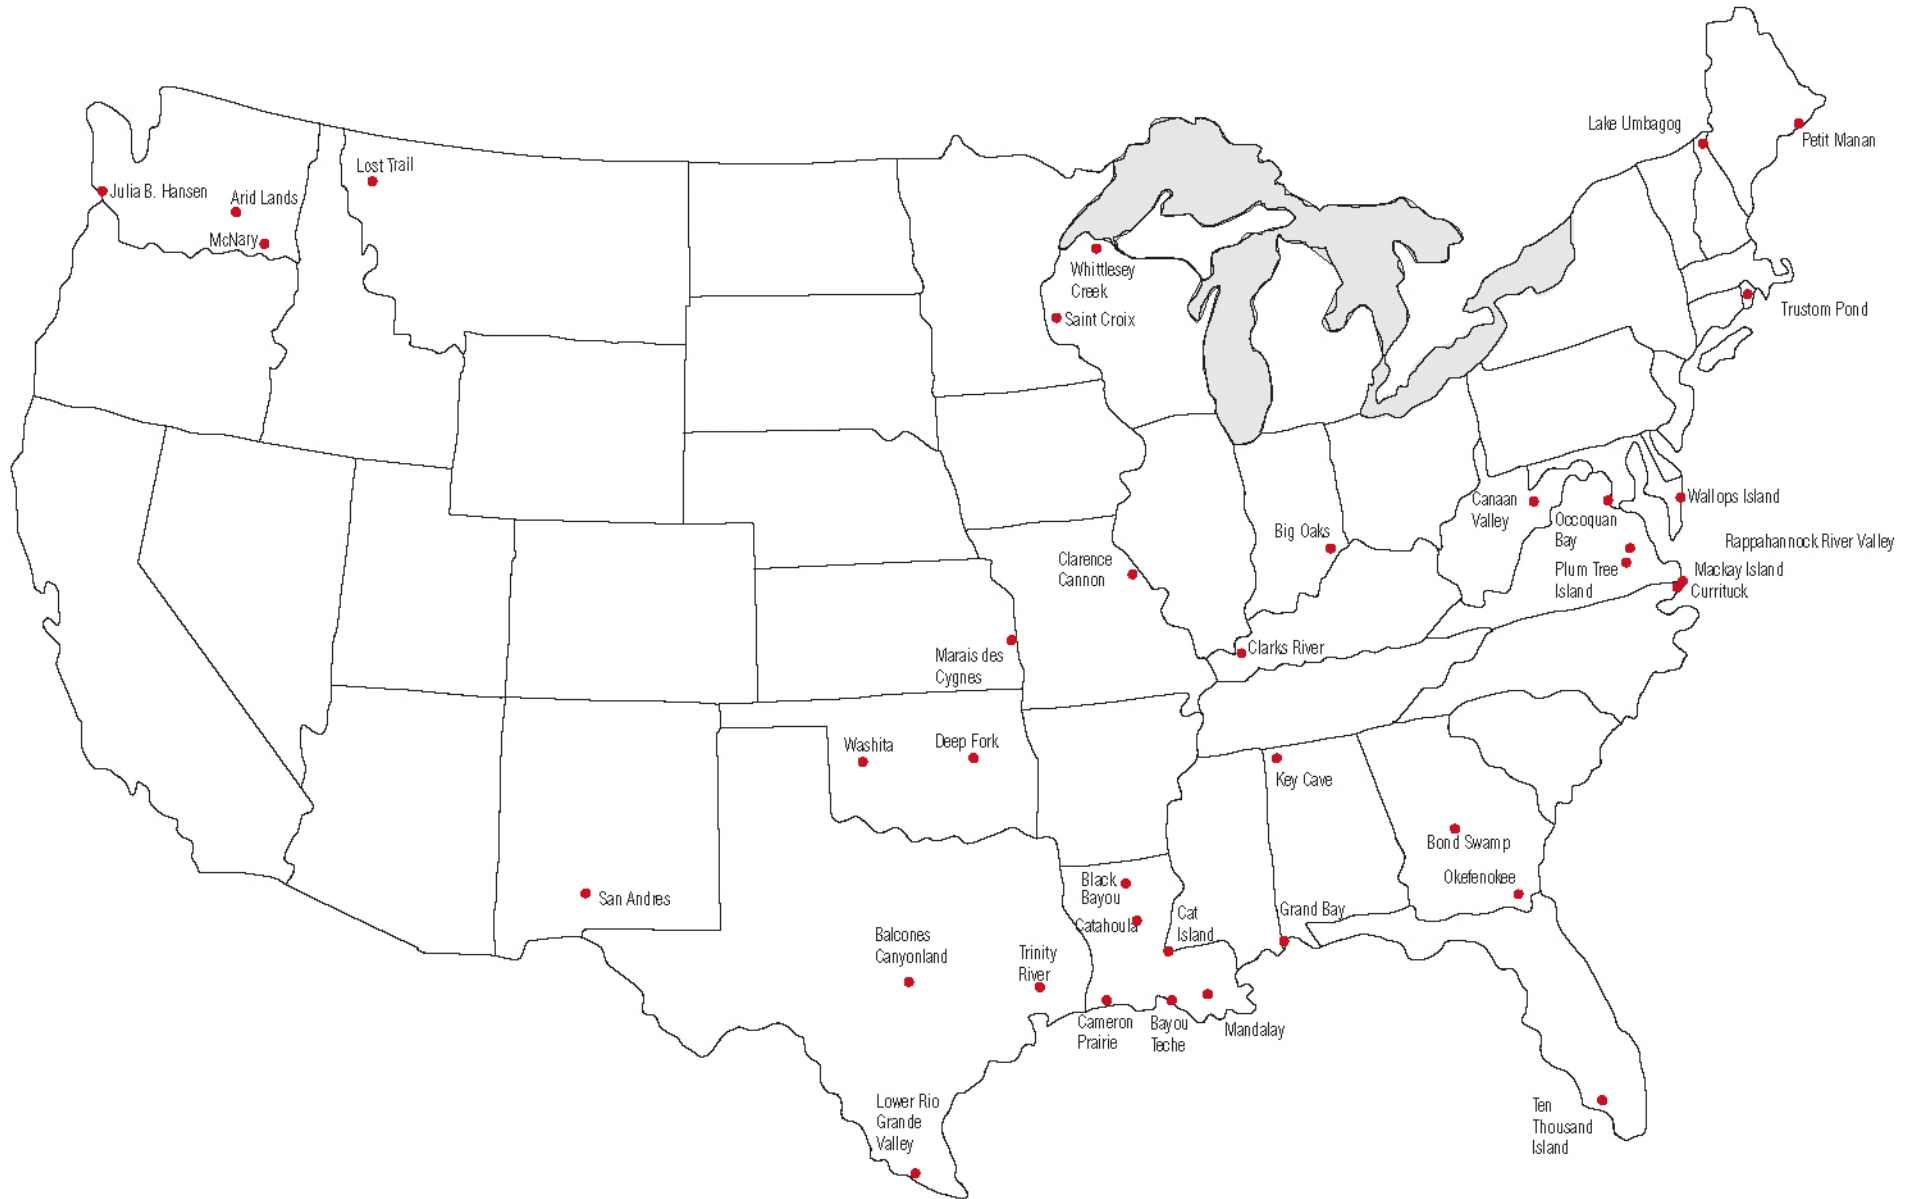 Lake Umbagog
Petit Manan
Lost Trail
Julia B. Hansen
Arid Lands
McNary
Whittlesey
Creek
Saint Croix
Trustom Pond
Canaan
Valley
Wallops Island
Occoquan
Bay
Big Oaks
Rappahannock River Valley
Clarence
Cannon
Plum Tree
Island
Mackay Island
Currituck
Marais des
Cygnes
Clarks River
Washita
Deep Fork
Key Cave
Bond Swamp
Okefenokee
San Andres
Black
Bayou
Catahoula
Cat
Island
Grand Bay
Balcones
Canyonland
Trinity
River
Cameron
Prairie
Bayou
Teche
Mandalay
Lower Rio
Grande
Valley
Ten
Thousand
Island